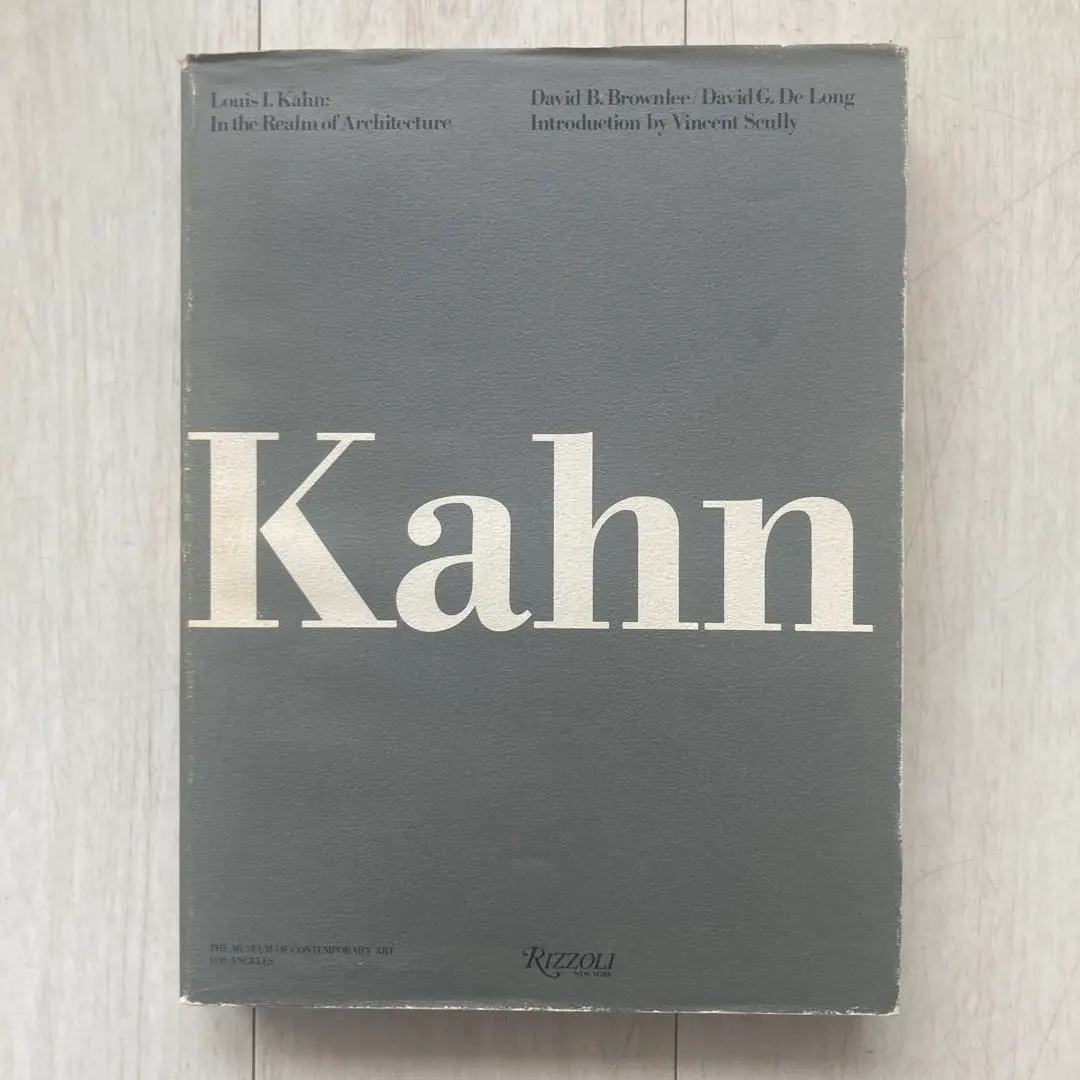 Louis I. Kahn:
In the Realm of Architecture
David B. Brownlee/David G. De Long
Introduction by Vincent Scully
Kahn
THE MUSEUM OF CONTEMPORARY ART
LOS ANGELES
RIZZOLI
NEW YORK